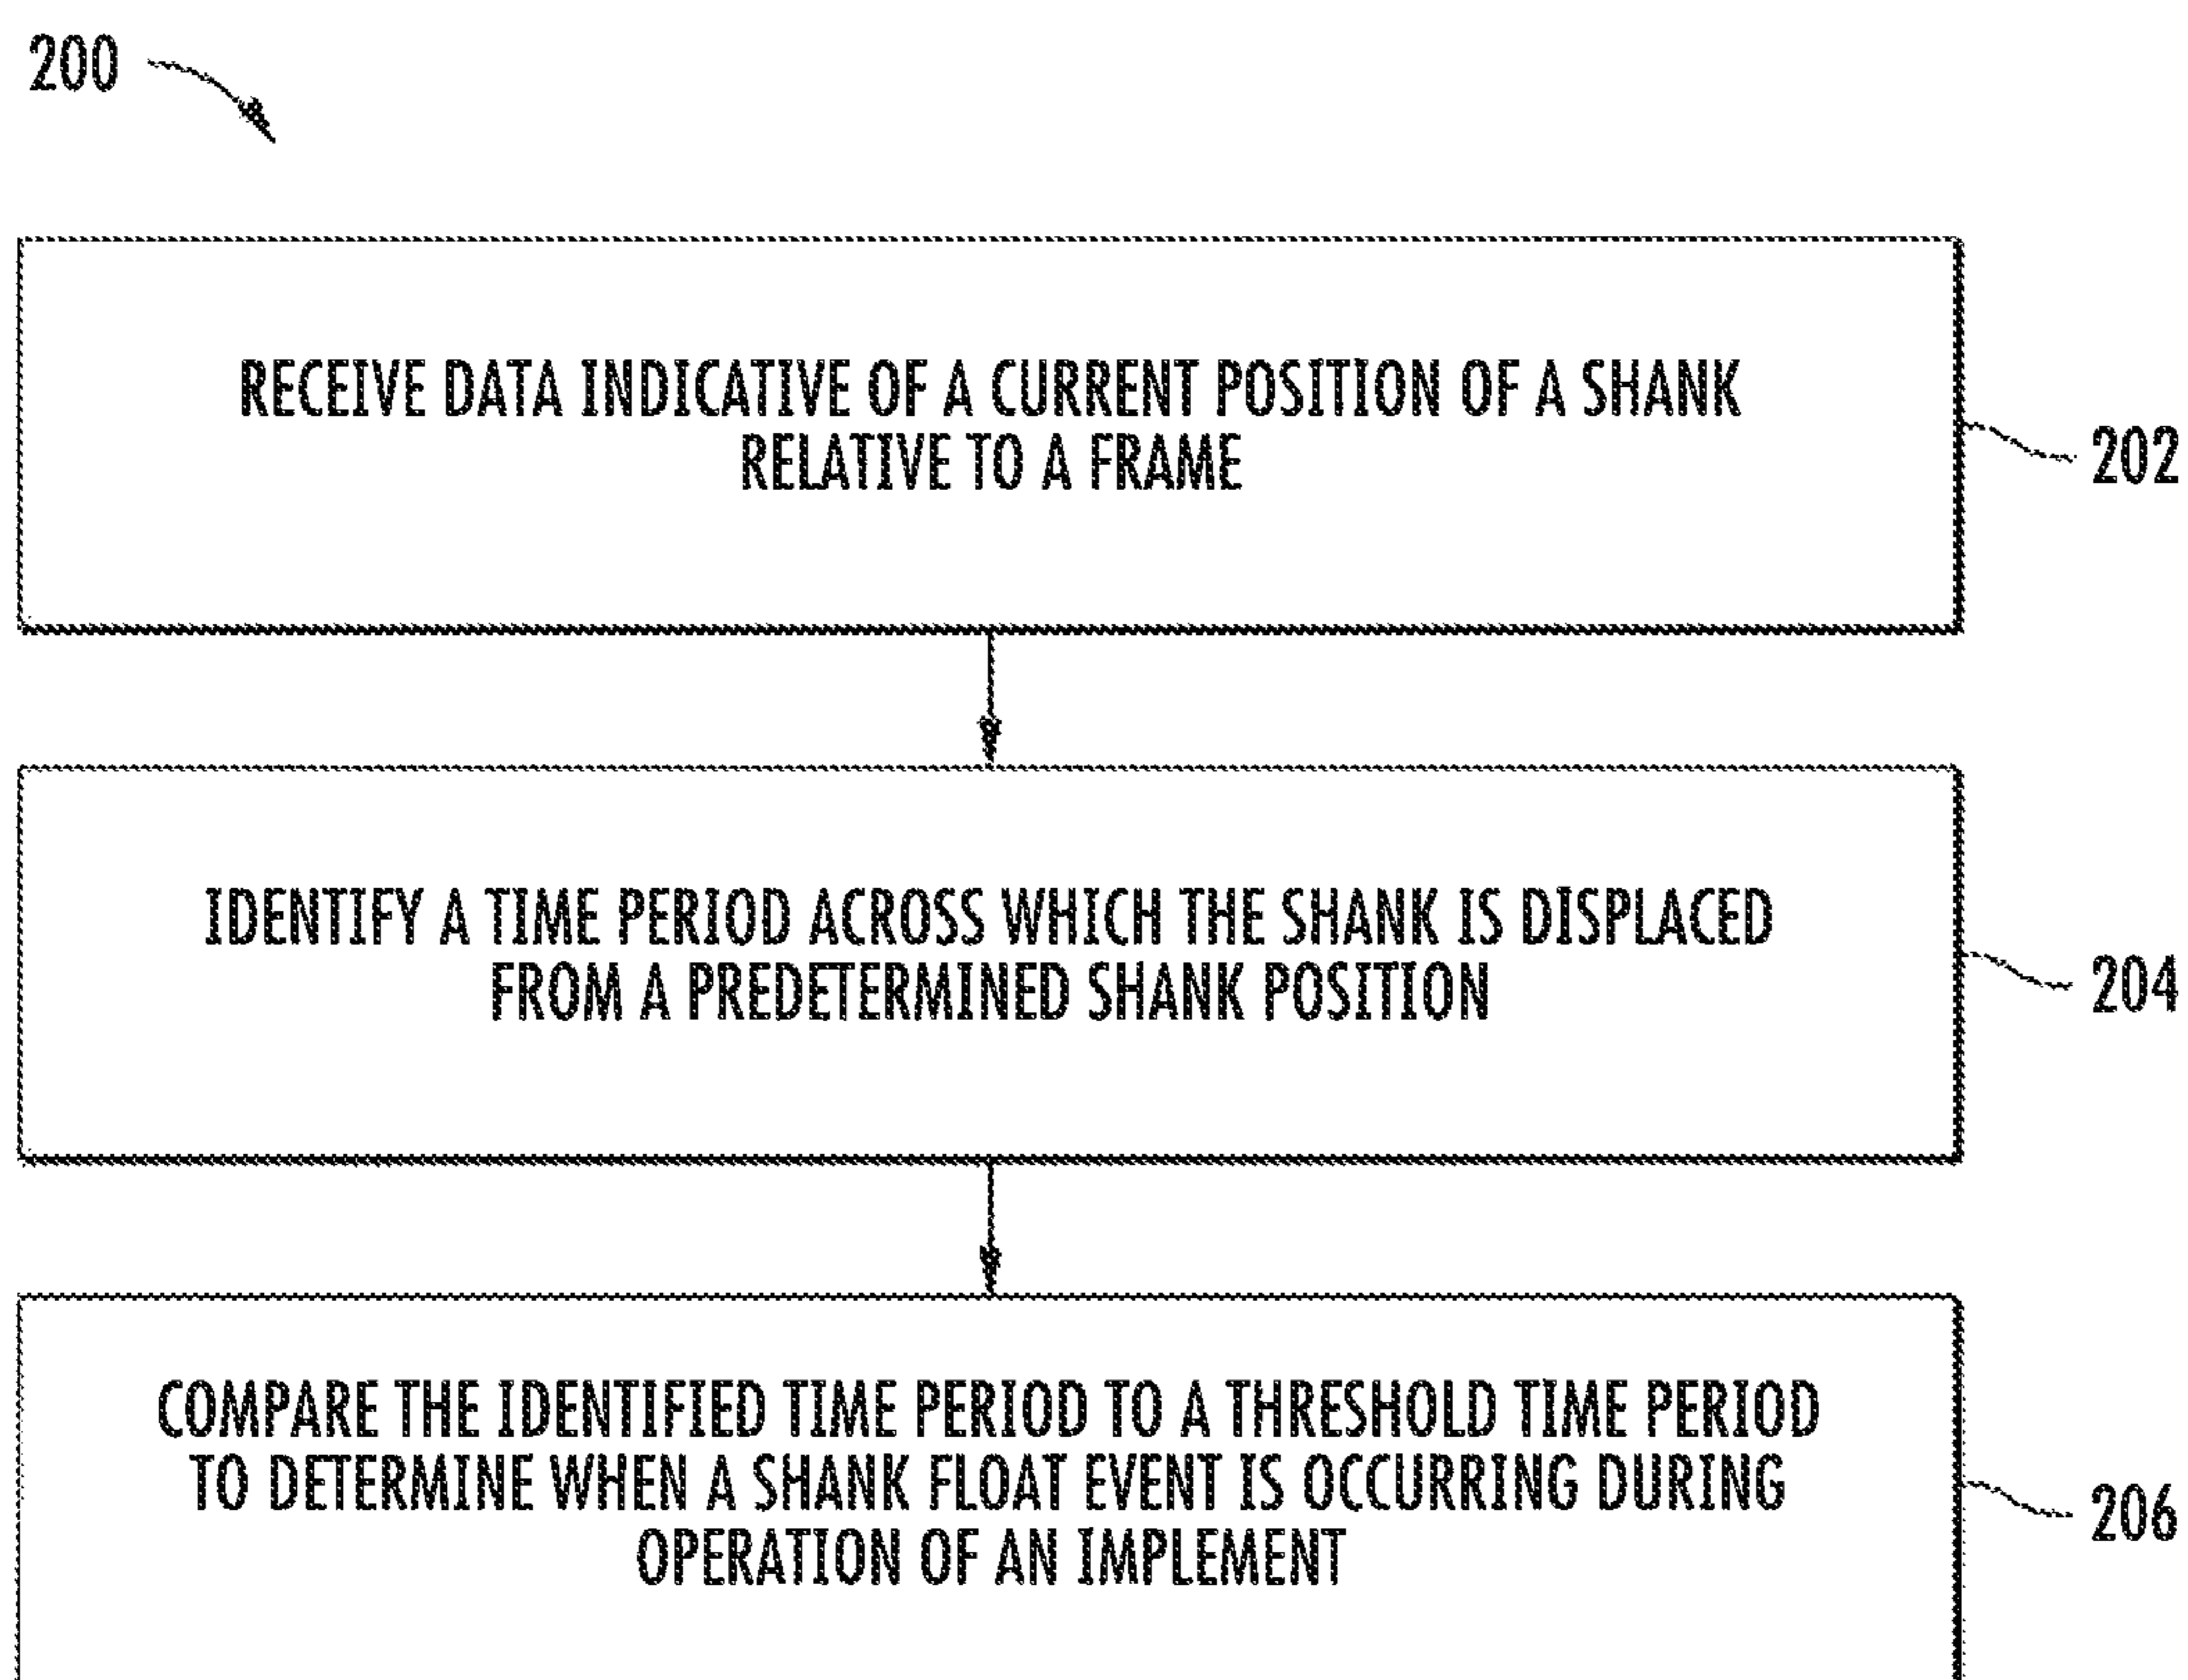 200
RECEIVE DATA INDICATIVE OF A CURRENT POSITION OF A SHANK
RELATIVE TO A FRAME
202
IDENTIFY A TIME PERIOD ACROSS WHICH THE SHANK IS DISPLACED
FROM A PREDETERMINED SHANK POSITION
204
COMPARE THE IDENTIFIED TIME PERIOD TO A THRESHOLD TIME PERIOD
TO DETERMINE WHEN A SHANK FLOAT EVENT IS OCCURRING DURING
OPERATION OF AN IMPLEMENT
206